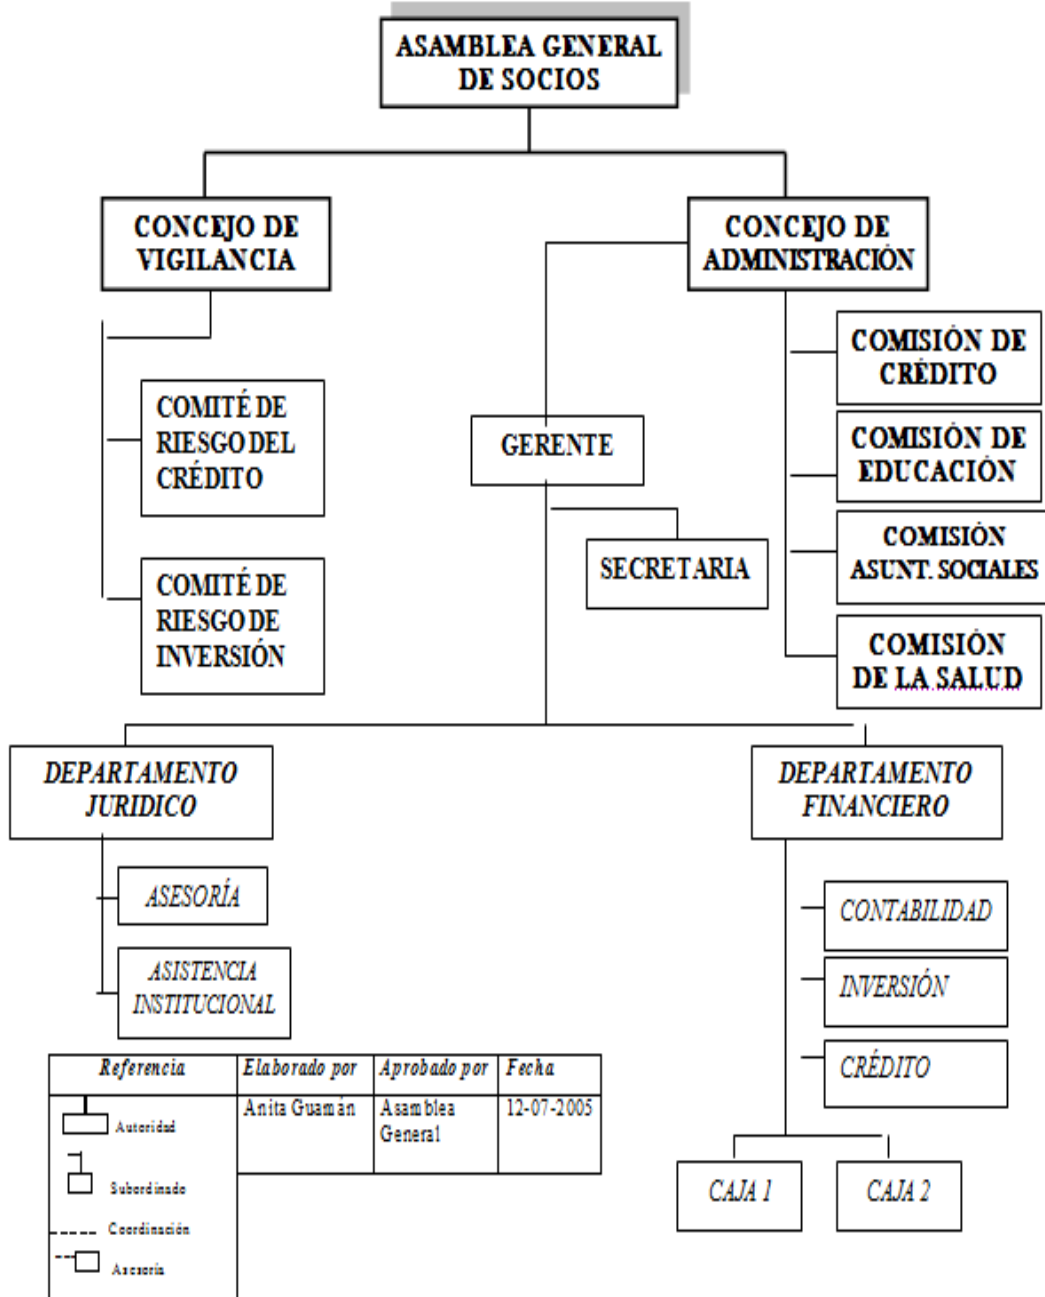 ASAMBLEA GENERAL
DE SOCIOS
CONCEJO DE
VIGILANCIA
CONCEJO DE
ADMINISTRACIÓN
COMITÉ DE
RIESGO DEL
CRÉDITO
COMITÉ DE
RIESGO DE
INVERSIÓN
GERENTE
SECRETARIA
COMISIÓN DE
CRÉDITO
COMISIÓN DE
EDUCACIÓN
COMISIÓN
ASUNT. SOCIALES
COMISIÓN
DE LA SALUD
DEPARTAMENTO
JURIDICO
ASESORÍA
ASISTENCIA
INSTITUCIONAL
DEPARTAMENTO
FINANCIERO
CONTABILIDAD
INVERSIÓN
CRÉDITO
CAJA 1
CAJA 2
Referencia
Elaborado por
Aprobado por
Fecha
Anita Guamán
Asamblea
General
12-07-2005
Autoridad
Subordinado
Coordinación
Asesoría